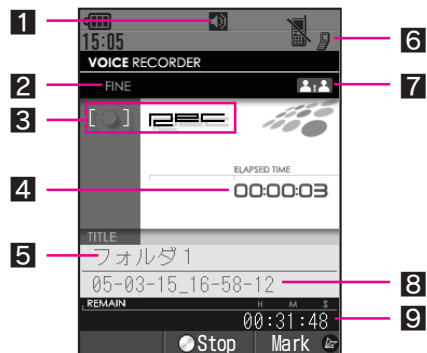 1
15:05
6
VOICE RECORDER
2
FINE
7
3
rec
ELAPSED TIME
4
00:00:03
TITLE
5
フォルダ1
05-03-15_16-58-12
8
REMAIN
H M S
00:31:48
9
Stop Mark